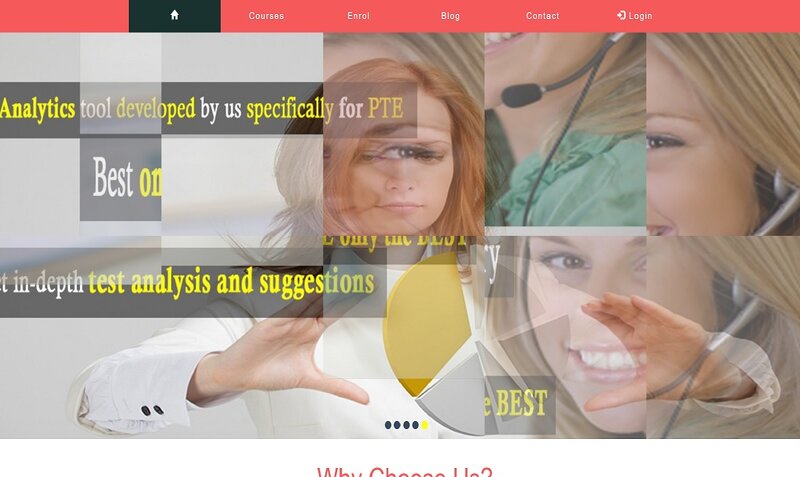 Courses Enrol Blog Contact Login
Analytics tool developed by us specifically for PTE
Best on
E only the BEST
ry
t in-depth test analysis and suggestions
e BEST
Why Choose Us?